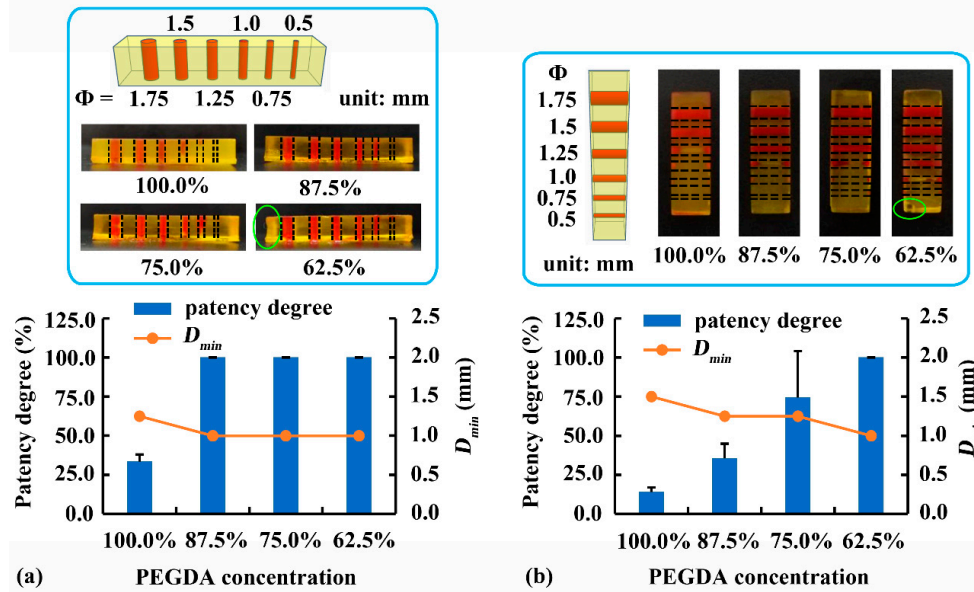 1.5 1.0 0.5
Φ = 1.75 1.25 0.75 unit: mm
100.0% 87.5%
75.0% 62.5%
patency degree
D_min
Patency degree (%)
125.0
100.0
75.0
50.0
25.0
0.0
2.5
2.0
1.5
1.0
0.5
0.0
D_min (mm)
100.0% 87.5% 75.0% 62.5%
(a) PEGDA concentration
Φ
1.75
1.5
1.25
1.0
0.75
0.5
unit: mm
100.0% 87.5% 75.0% 62.5%
patency degree
D_min
Patency degree (%)
125.0
100.0
75.0
50.0
25.0
0.0
2.5
2.0
1.5
1.0
0.5
0.0
(mm)
100.0% 87.5% 75.0% 62.5%
(b) PEGDA concentration